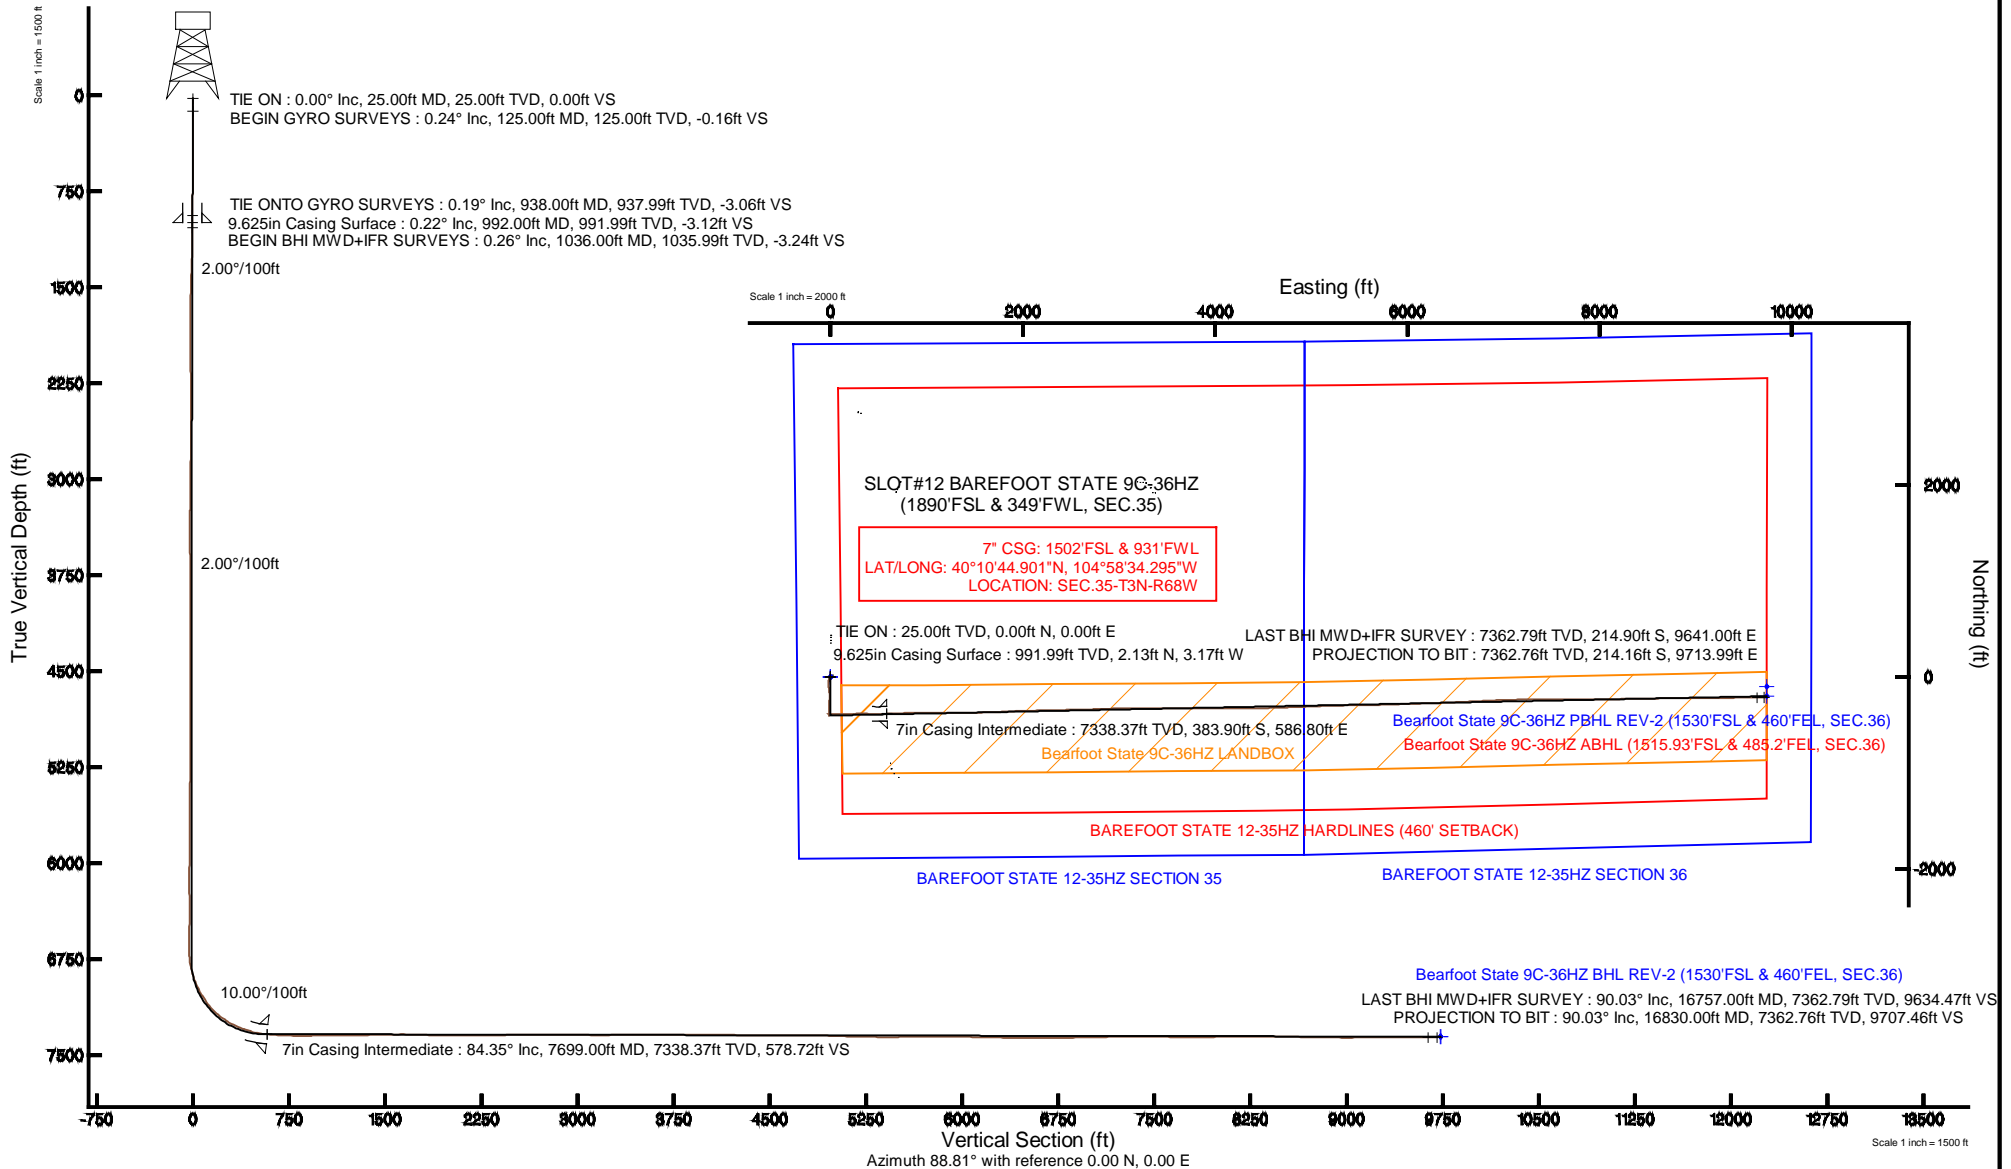 Scale 1 inch = 1500 ft
0
750
1500
2250
3000
3750
4500
5250
6000
6750
7500
True Vertical Depth (ft)
TIE ON : 0.00° Inc, 25.00ft MD, 25.00ft TVD, 0.00ft VS
BEGIN GYRO SURVEYS : 0.24° Inc, 125.00ft MD, 125.00ft TVD, -0.16ft VS
TIE ONTO GYRO SURVEYS : 0.19° Inc, 938.00ft MD, 937.99ft TVD, -3.06ft VS
9.625in Casing Surface : 0.22° Inc, 992.00ft MD, 991.99ft TVD, -3.12ft VS
BEGIN BHI MWD+IFR SURVEYS : 0.26° Inc, 1036.00ft MD, 1035.99ft TVD, -3.24ft VS
2.00°/100ft
2.00°/100ft
10.00°/100ft
7in Casing Intermediate : 84.35° Inc, 7699.00ft MD, 7338.37ft TVD, 578.72ft VS
Scale 1 inch = 2000 ft
Easting (ft)
0 2000 4000 6000 8000 10000
SLOT#12 BAREFOOT STATE 9C-36HZ
(1890'FSL & 349'FWL, SEC.35)
7" CSG: 1502'FSL & 931'FWL
LAT/LONG: 40°10'44.901"N, 104°58'34.295"W
LOCATION: SEC.35-T3N-R68W
TIE ON : 25.00ft TVD, 0.00ft N, 0.00ft E
9.625in Casing Surface : 991.99ft TVD, 2.13ft N, 3.17ft W
LAST BHI MWD+IFR SURVEY : 7362.79ft TVD, 214.90ft S, 9641.00ft E
PROJECTION TO BIT : 7362.76ft TVD, 214.16ft S, 9713.99ft E
7in Casing Intermediate : 7338.37ft TVD, 383.90ft S, 586.80ft E
Bearfoot State 9C-36HZ PBHL REV-2 (1530'FSL & 460'FEL, SEC.36)
Bearfoot State 9C-36HZ ABHL (1515.93'FSL & 485.2'FEL, SEC.36)
Bearfoot State 9C-36HZ LANDBOX
BAREFOOT STATE 12-35HZ HARDLINES (460' SETBACK)
BAREFOOT STATE 12-35HZ SECTION 35
BAREFOOT STATE 12-35HZ SECTION 36
2000
0
-2000
Northing (ft)
Bearfoot State 9C-36HZ BHL REV-2 (1530'FSL & 460'FEL, SEC.36)
LAST BHI MWD+IFR SURVEY : 90.03° Inc, 16757.00ft MD, 7362.79ft TVD, 9634.47ft VS
PROJECTION TO BIT : 90.03° Inc, 16830.00ft MD, 7362.76ft TVD, 9707.46ft VS
-750 0 750 1500 2250 3000 3750 4500 5250 6000 6750 7500 8250 9000 9750 10500 11250 12000 12750 13500
Vertical Section (ft)
Azimuth 88.81° with reference 0.00 N, 0.00 E
Scale 1 inch = 1500 ft